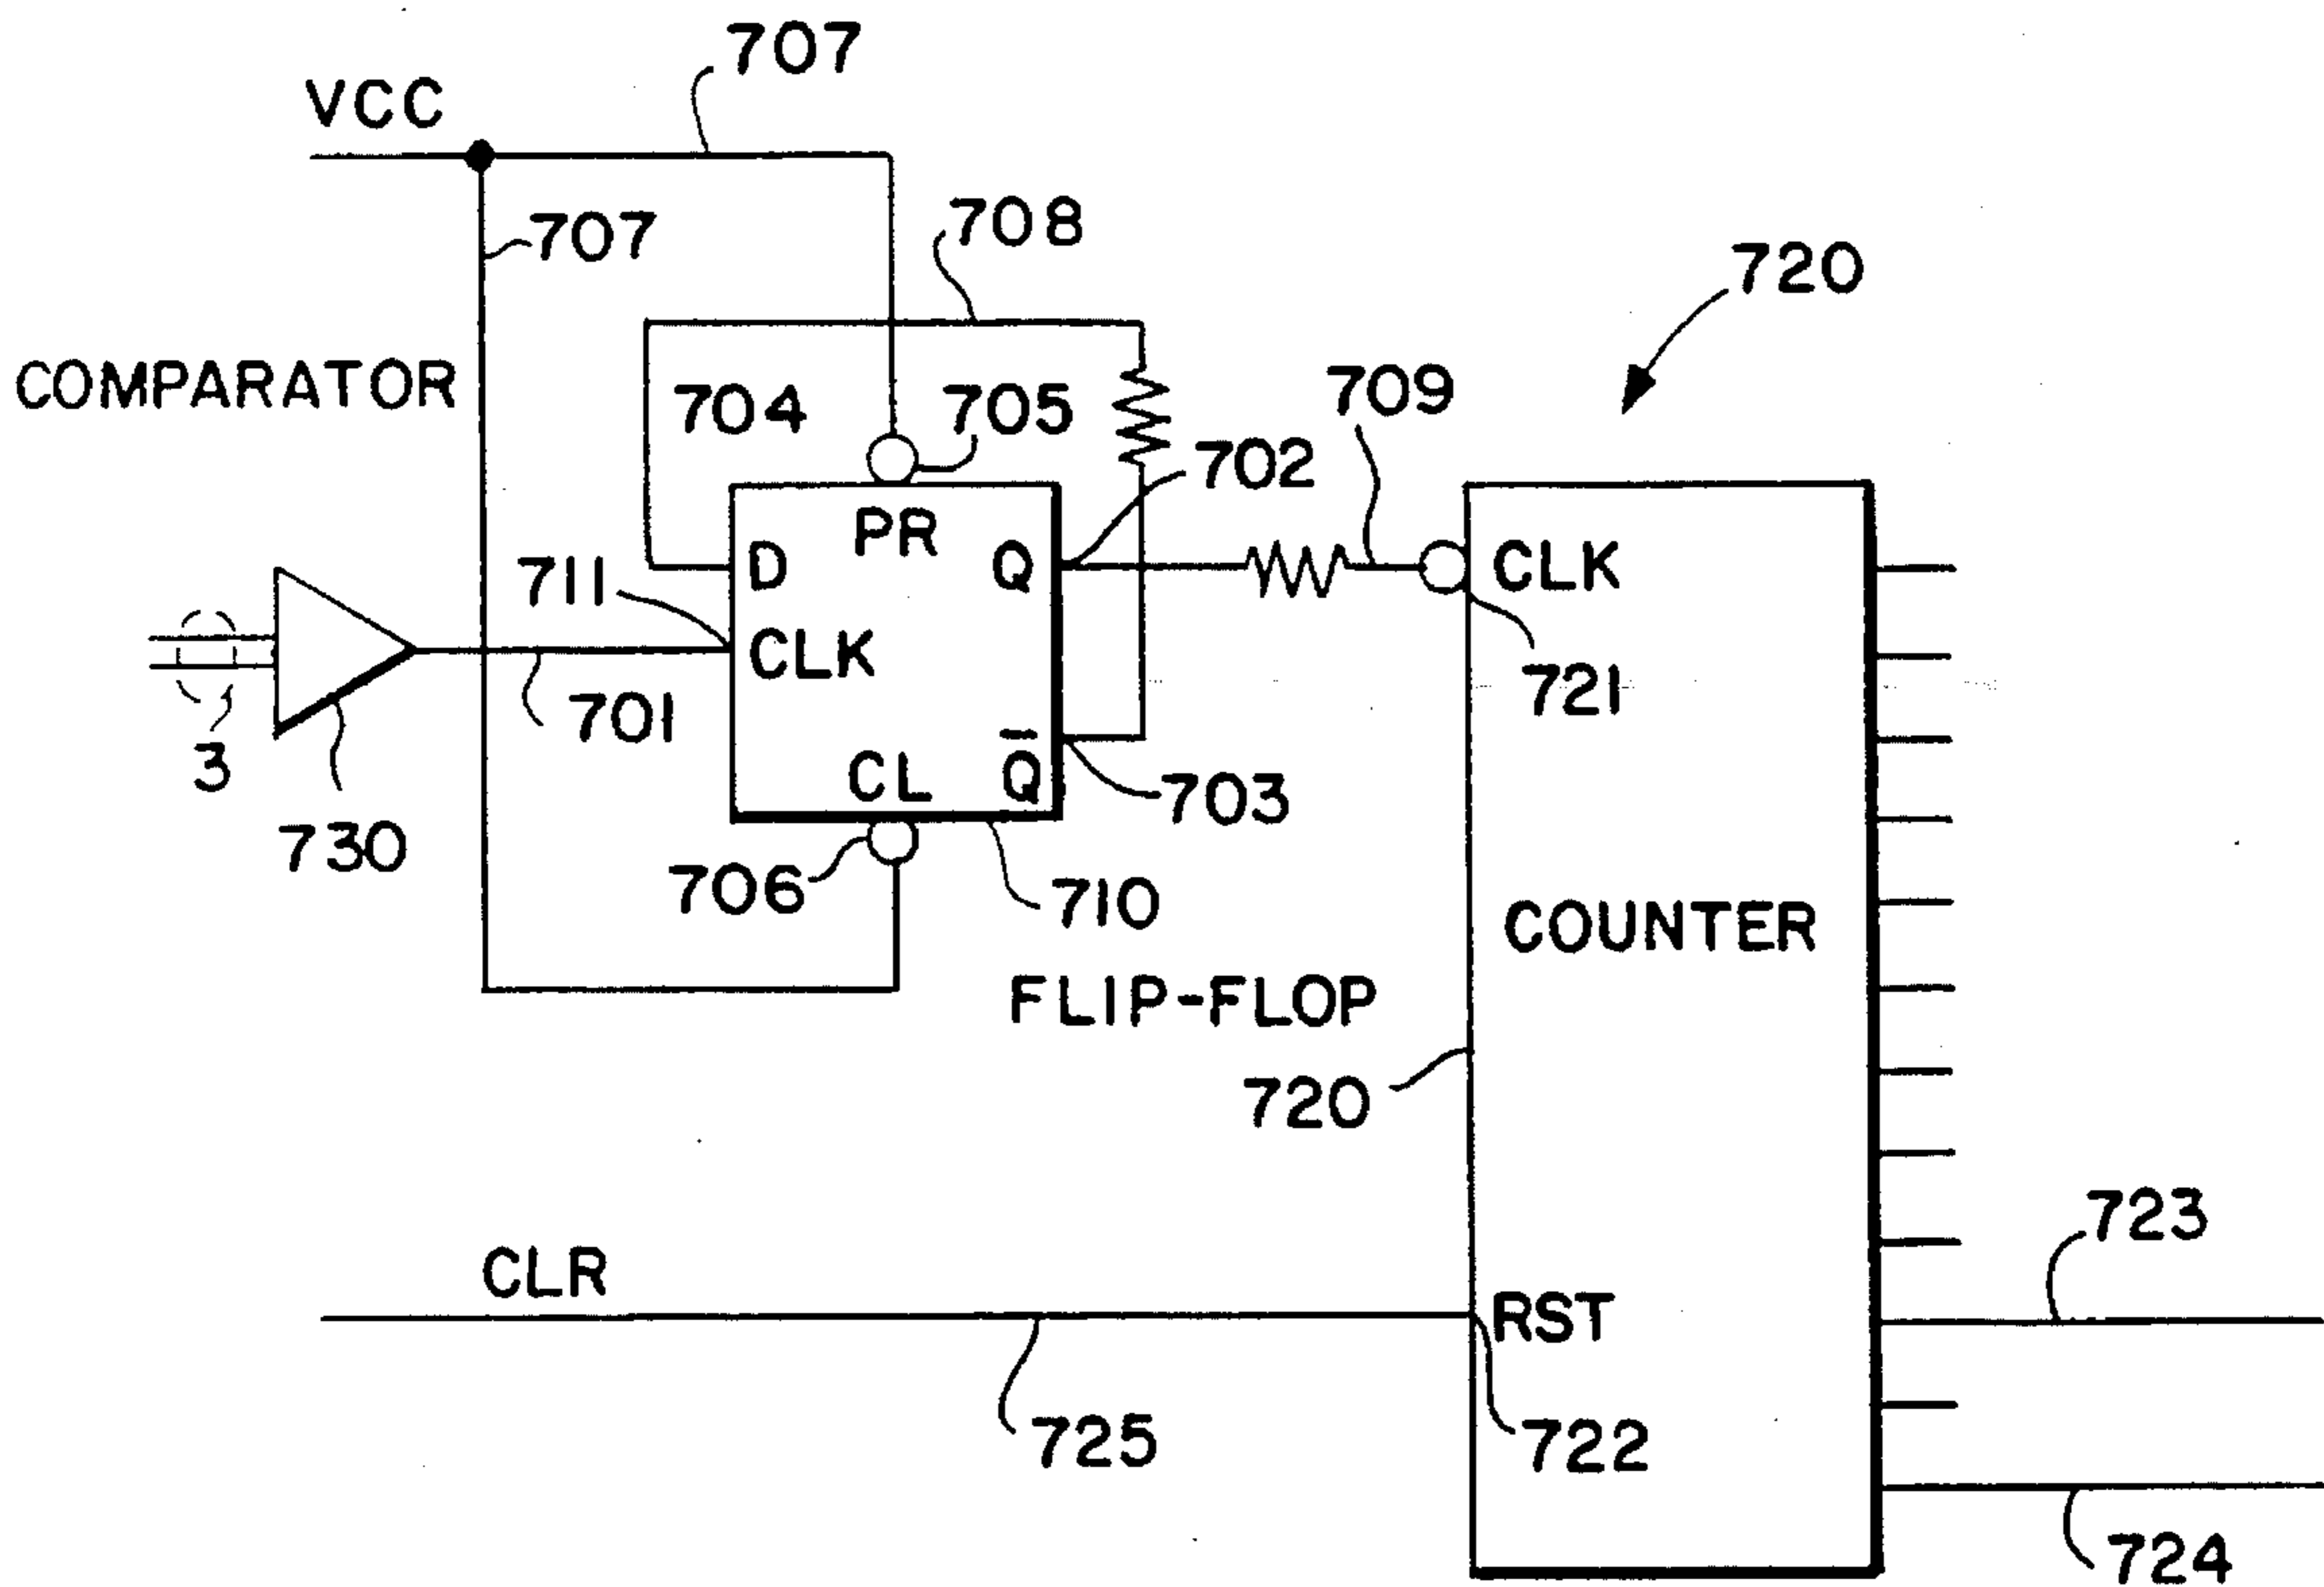 707
VCC
708
707
720
COMPARATOR
704
705
709
702
PR
D
Q
CLK
711
CLK
721
701
3
CL
Q̅
703
730
706
710
COUNTER
FLIP-FLOP
720
723
CLR
RST
725
722
724